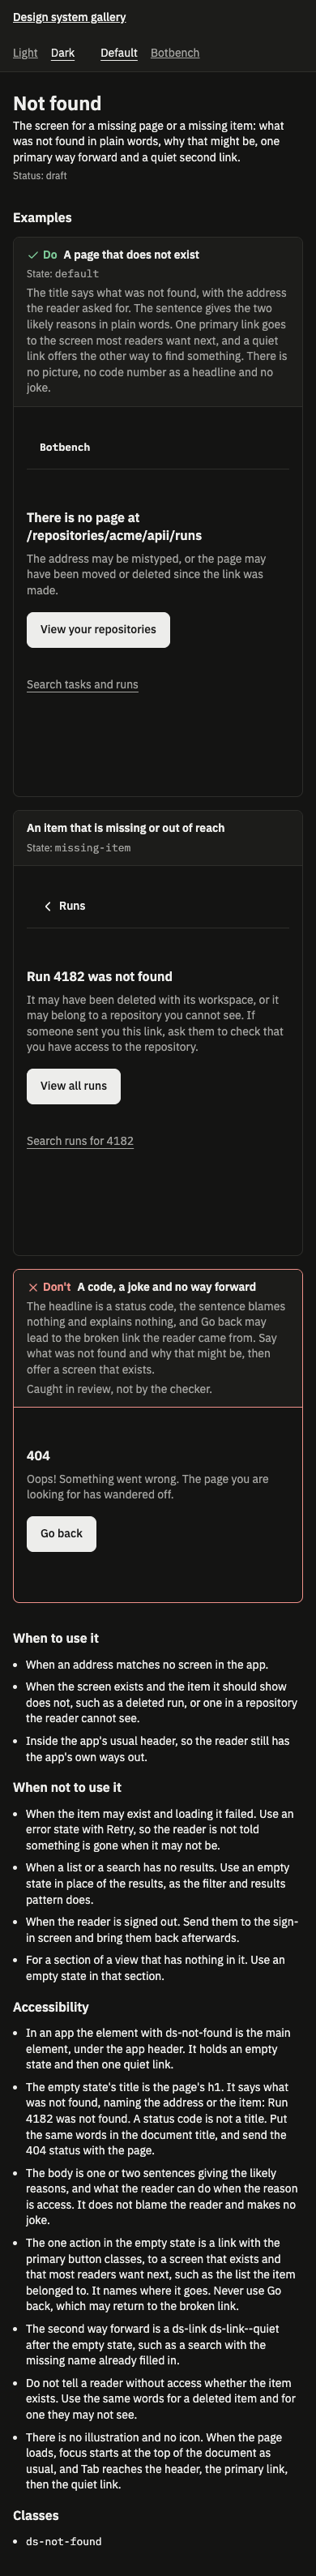 Design system gallery
Light Dark Default Botbench
Not found
The screen for a missing page or a missing item: what
was not found in plain words, why that might be, one
primary way forward and a quiet second link.
Status: draft
Examples
Do A page that does not exist
State: default
The title says what was not found, with the address
the reader asked for. The sentence gives the two
likely reasons in plain words. One primary link goes
to the screen most readers want next, and a quiet
link offers the other way to find something. There
is no picture, no code number as a headline and no
joke.
Botbench
There is no page at
/repositories/acme/apii/runs
The address may be mistyped, or the page may
have been moved or deleted since the link was
made.
View your repositories
Search tasks and runs
An item that is missing or out of reach
State: missing-item
Runs
Run 4182 was not found
It may have been deleted with its workspace, or it
may belong to a repository you cannot see. If
someone sent you this link, ask them to check that
you have access to the repository.
View all runs
Search runs for 4182
Don't A code, a joke and no way forward
The headline is a status code, the sentence blames
nothing and explains nothing, and Go back may
lead to the broken link the reader came from. Say
what was not found and why that might be, then
offer a screen that exists.
Caught in review, not by the checker.
404
Oops! Something went wrong. The page you are
looking for has wandered off.
Go back
When to use it
When an address matches no screen in the app.
When the screen exists and the item it should show
does not, such as a deleted run, or one in a repository
the reader cannot see.
Inside the app's usual header, so the reader still has
the app's own ways out.
When not to use it
When the item may exist and loading it failed. Use an
error state with Retry, so the reader is not told
something is gone when it may not be.
When a list or a search has no results. Use an empty
state in place of the results, as the filter and results
pattern does.
When the reader is signed out. Send them to the sign-
in screen and bring them back afterwards.
For a section of a view that has nothing in it. Use an
empty state in that section.
Accessibility
In an app the element with ds-not-found is the main
element, under the app header. It holds an empty
state and then one quiet link.
The empty state's title is the page's h1. It says what
was not found, naming the address or the item: Run
4182 was not found. A status code is not a title. Put
the same words in the document title, and send the
404 status with the page.
The body is one or two sentences giving the likely
reasons, and what the reader can do when the reason
is access. It does not blame the reader and makes no
joke.
The one action in the empty state is a link with the
primary button classes, to a screen that exists and
that most readers want next, such as the list the item
belonged to. It names where it goes. Never use Go
back, which may return to the broken link.
The second way forward is a ds-link ds-link--quiet
after the empty state, such as a search with the
missing name already filled in.
Do not tell a reader without access whether the item
exists. Use the same words for a deleted item and for
one they may not see.
There is no illustration and no icon. When the page
loads, focus starts at the top of the document as
usual, and Tab reaches the header, the primary link,
then the quiet link.
Classes
ds-not-found